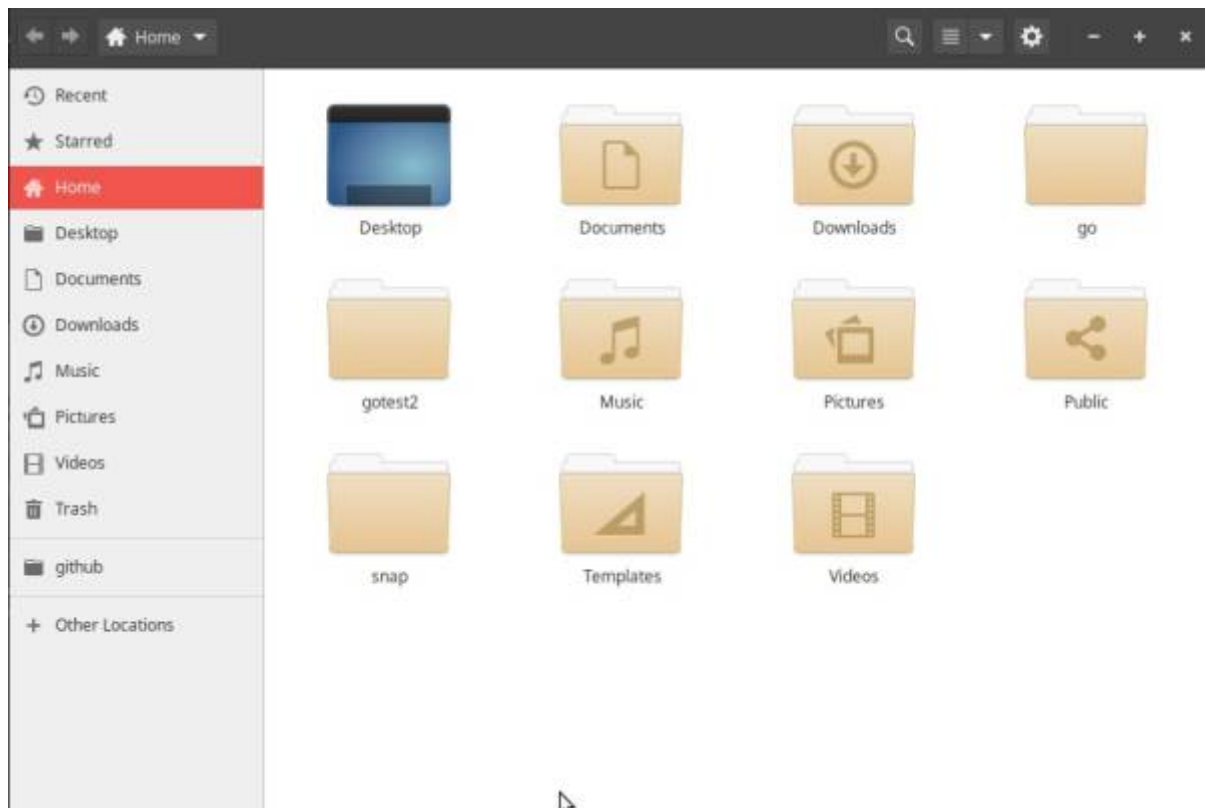 Home
Recent
Starred
Home
Desktop
Documents
Downloads
Music
Pictures
Videos
Trash
github
Other Locations
Desktop Documents Downloads go
gotest2 Music Pictures Public
snap Templates Videos